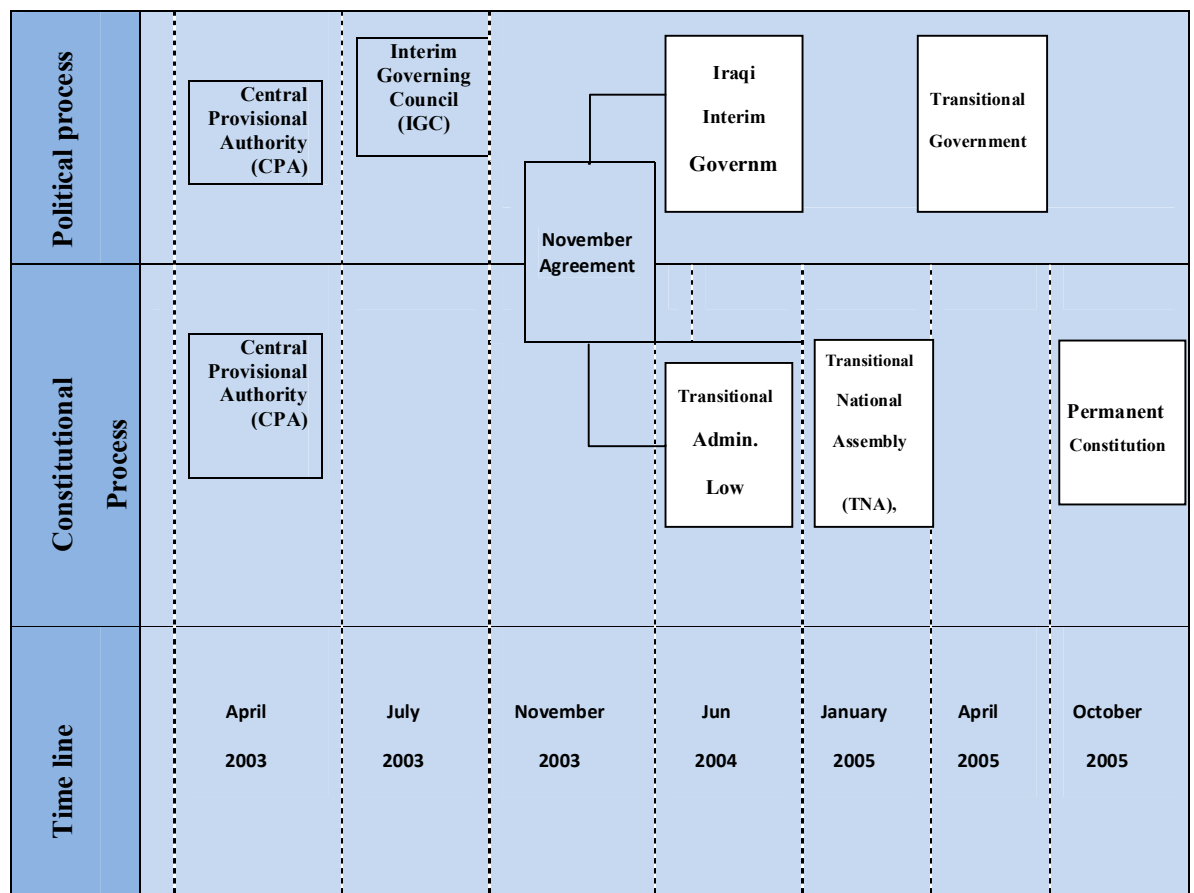 Political process
Central
Provisional
Authority
(CPA)
Interim
Governing
Council
(IGC)
November
Agreement
Iraqi
Interim
Governm
Transitional
Government
Constitutional
Process
Central
Provisional
Authority
(CPA)
Transitional
Admin.
Low
Transitional
National
Assembly
(TNA),
Permanent
Constitution
Time line
April
2003
July
2003
November
2003
Jun
2004
January
2005
April
2005
October
2005